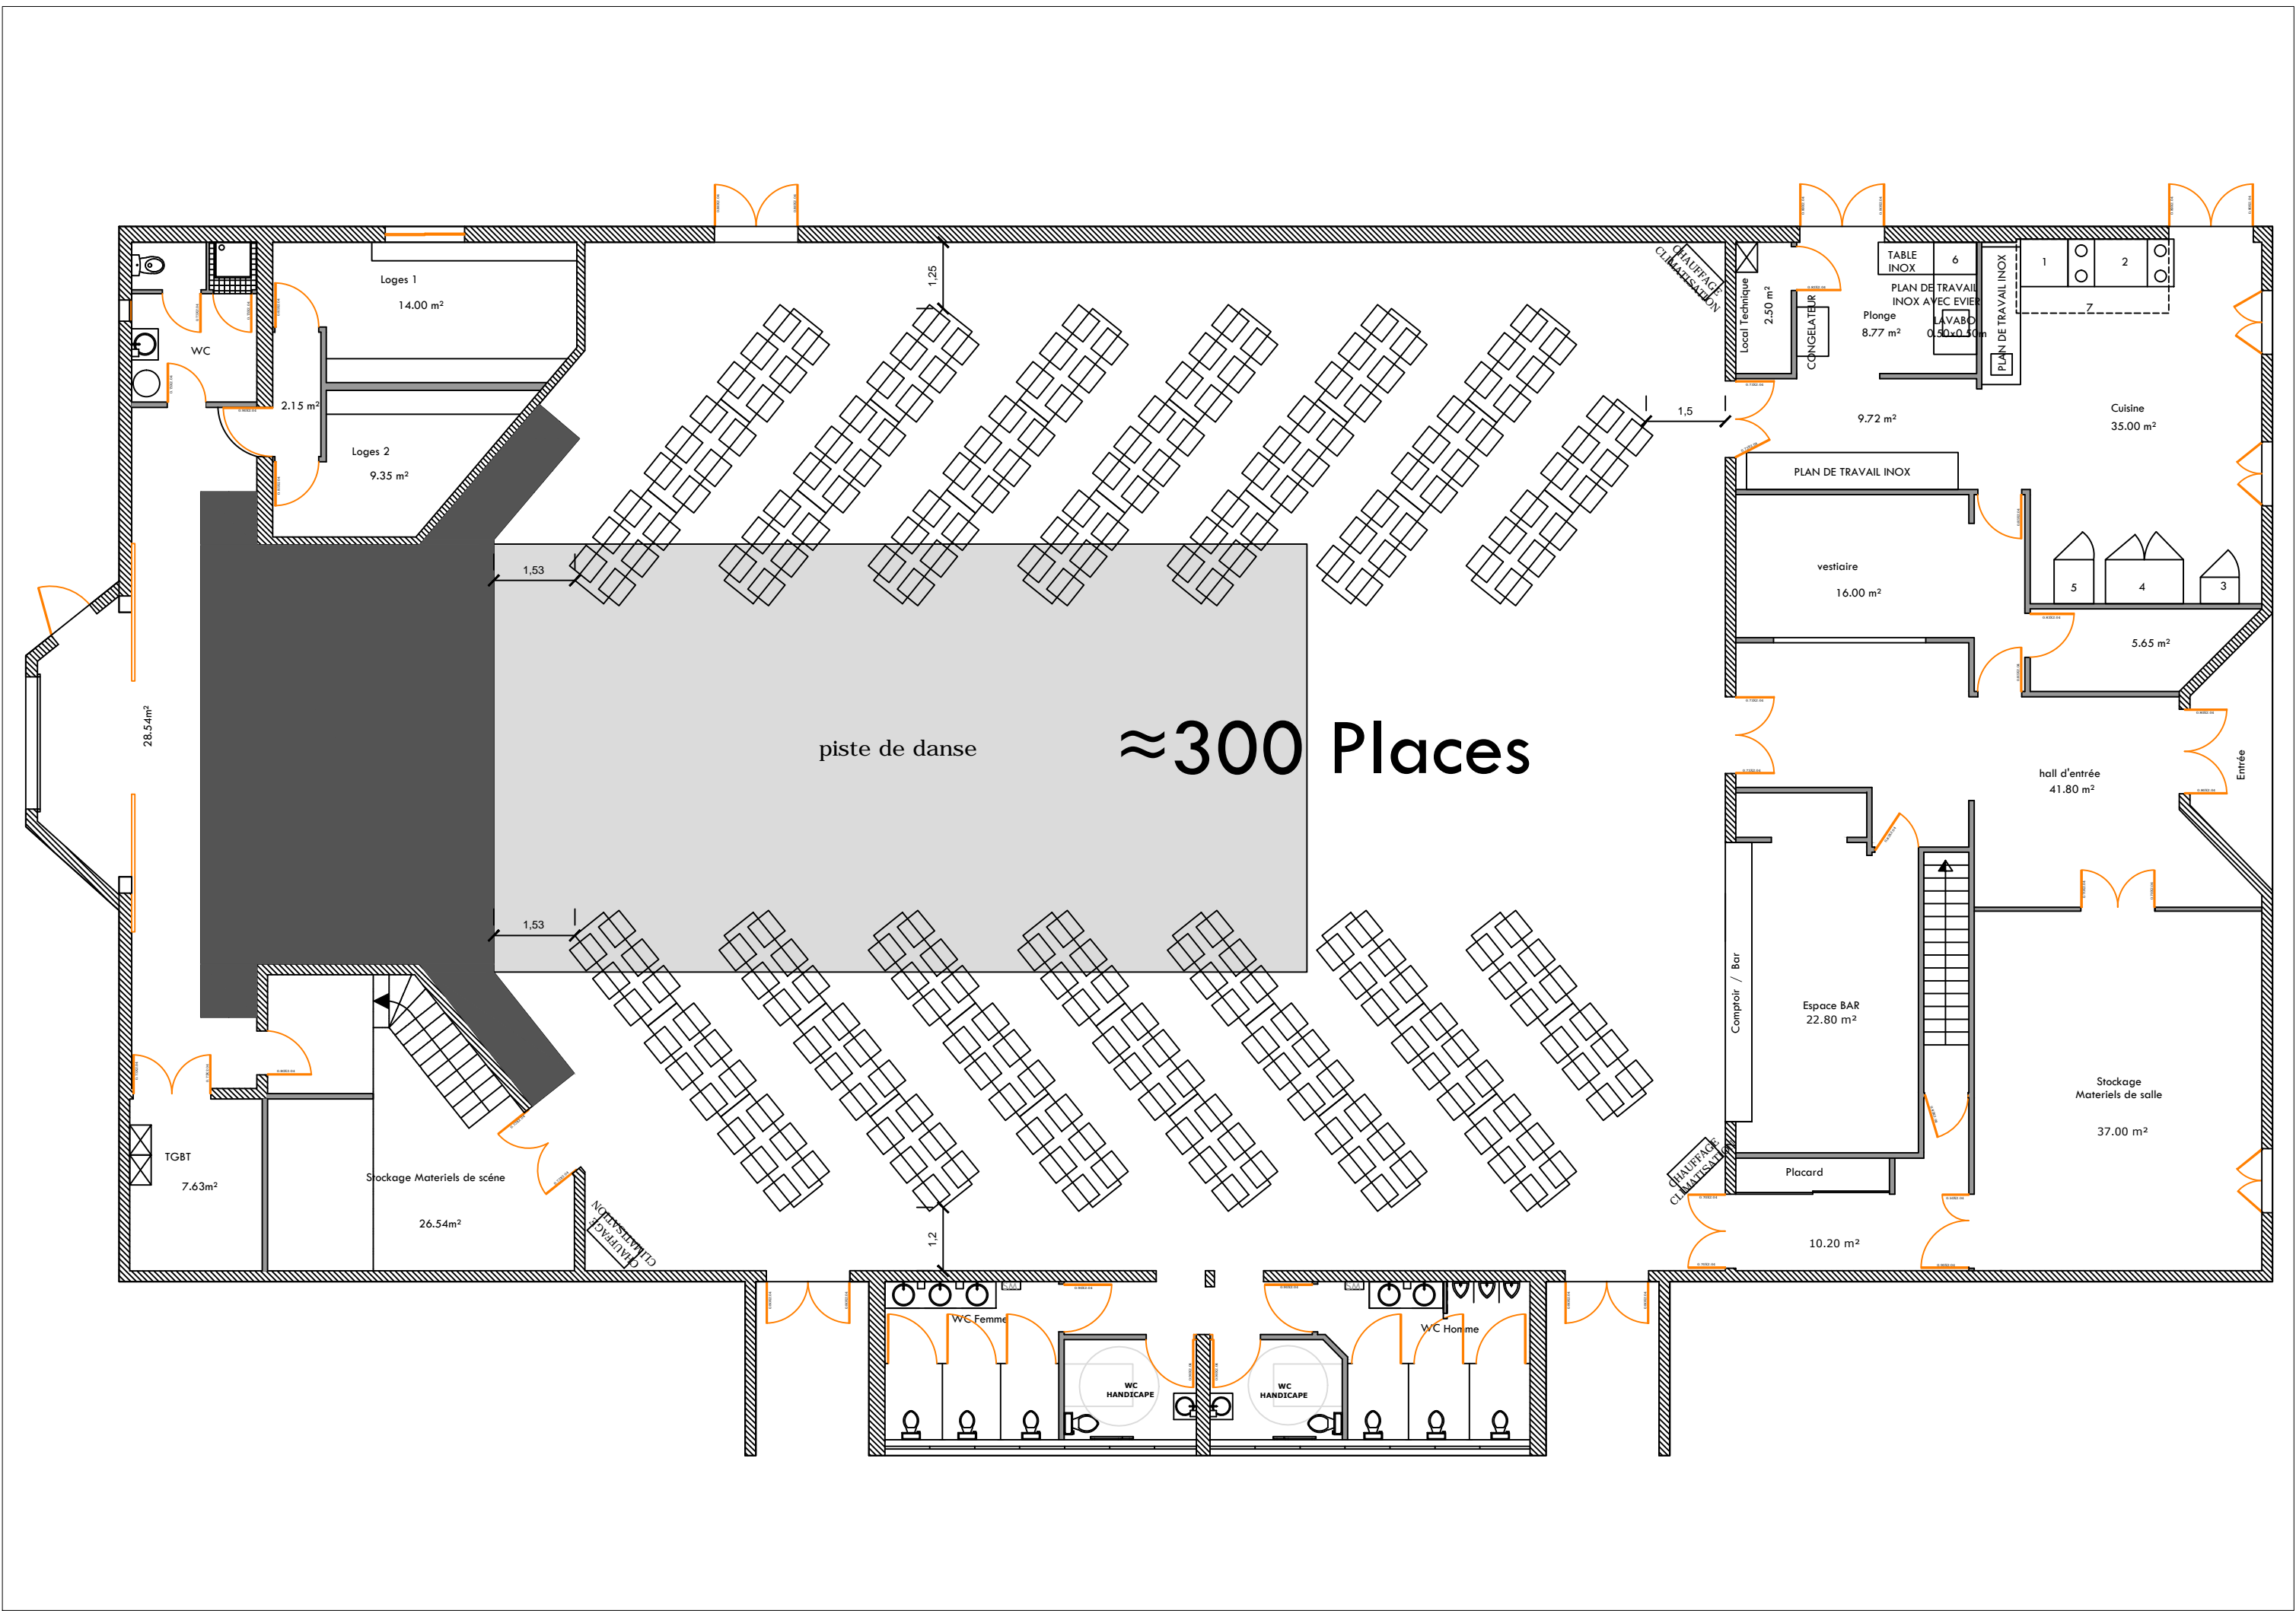 Loges 1
14.00 m²
WC
2.15 m²
Loges 2
9.35 m²
1,25
CHAUFFAGE
CLIMATISATION
Local Technique
2.50 m²
CONGELATEUR
TABLE
INOX
6
PLAN DE TRAVAIL
INOX AVEC EVIER
Plonge
8.77 m²
LAVABO
0.50x0.50m
PLAN DE TRAVAIL INOX
1
2
7
Cuisine
35.00 m²
1,5
9.72 m²
PLAN DE TRAVAIL INOX
1,53
vestiaire
16.00 m²
5
4
3
5.65 m²
28.54m²
piste de danse
≈300 Places
hall d'entrée
41.80 m²
Entrée
1,53
Comptoir / Bar
Espace BAR
22.80 m²
Stockage
Materiels de salle
37.00 m²
TGBT
7.63m²
Stockage Materiels de scéne
26.54m²
CHAUFFAGE
CLIMATISATION
1,2
CHAUFFAGE
CLIMATISATION
Placard
10.20 m²
WC Femme
WC Homme
WC
HANDICAPE
WC
HANDICAPE